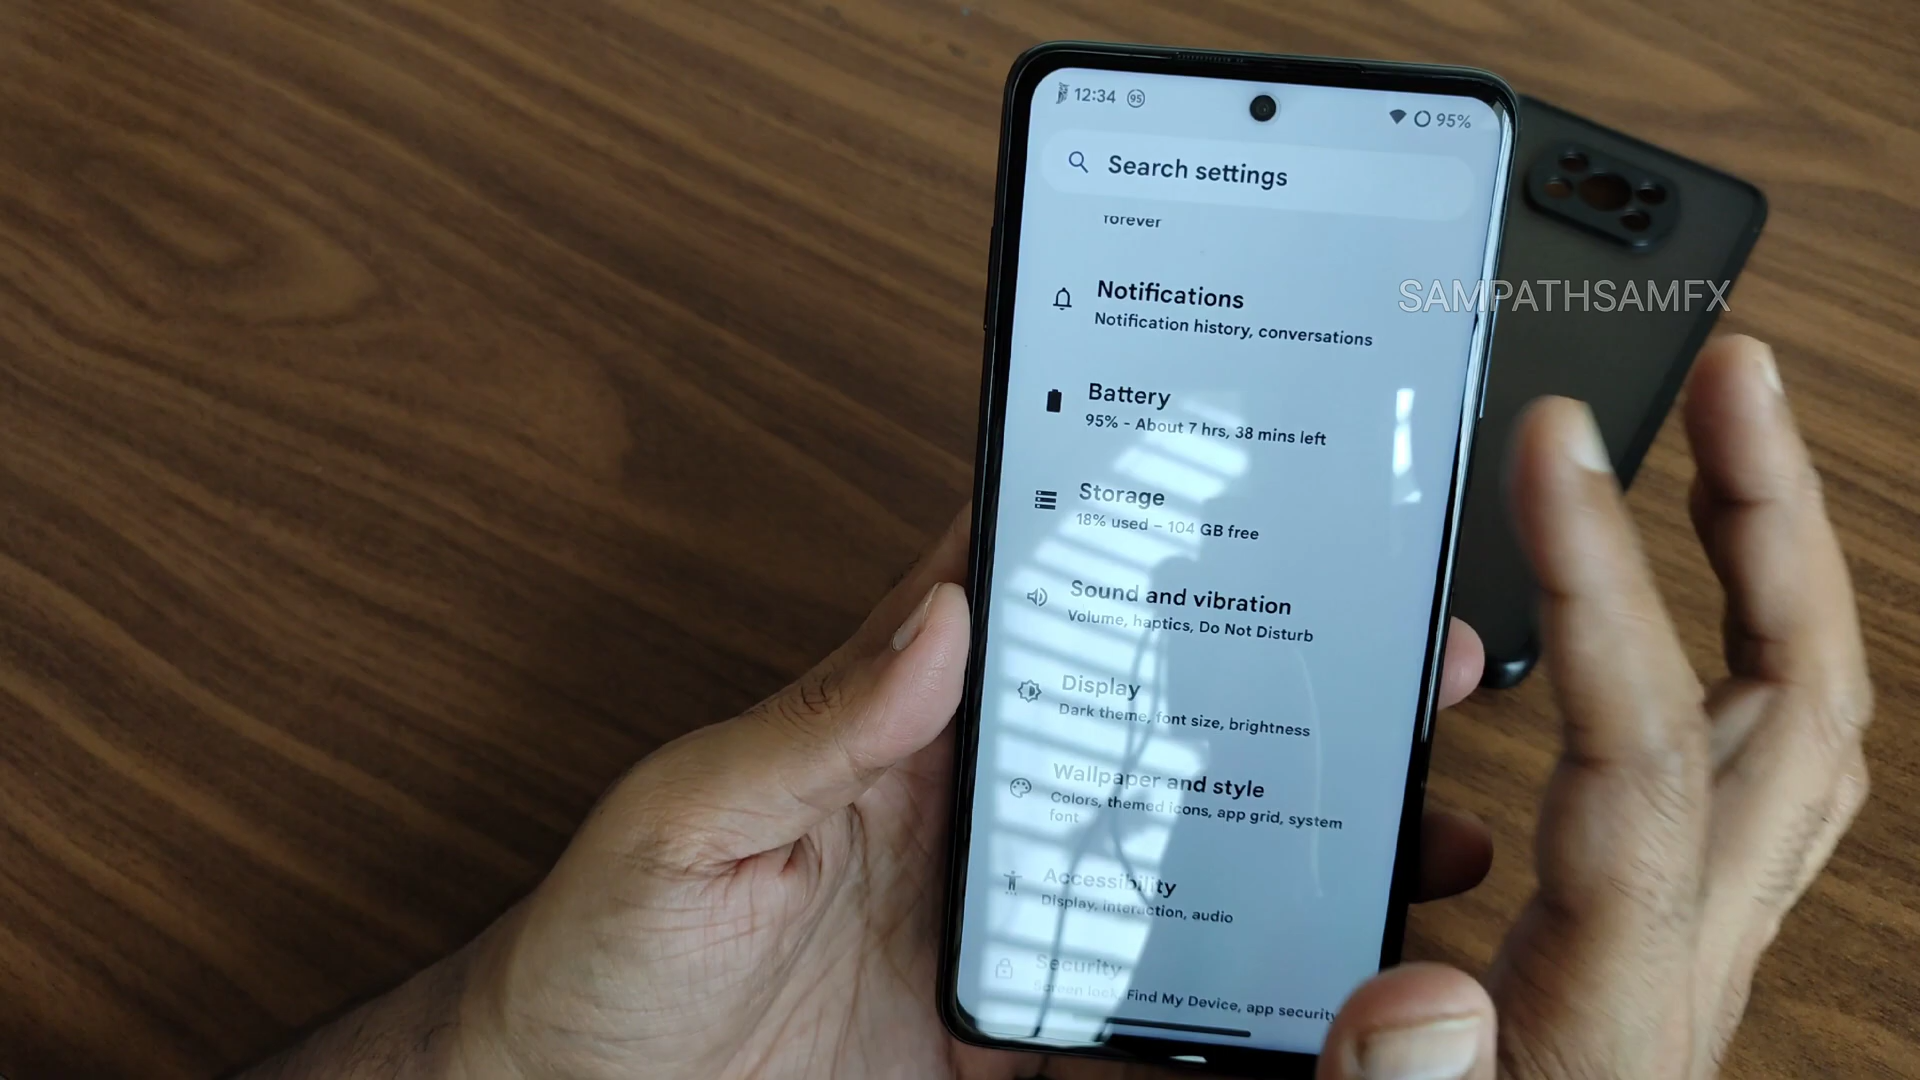 12:34 95 95%
Search settings
forever
Notifications
Notification history, conversations
SAMPATHSAMFX
Battery
95% - About 7 hrs, 38 mins left
Storage
18% used – 104 GB free
Sound and vibration
Volume, haptics, Do Not Disturb
Display
Dark theme, font size, brightness
Wallpaper and style
Colors, themed icons, app grid, system
font
Accessibility
Display, interaction, audio
Security
Screen lock, Find My Device, app security